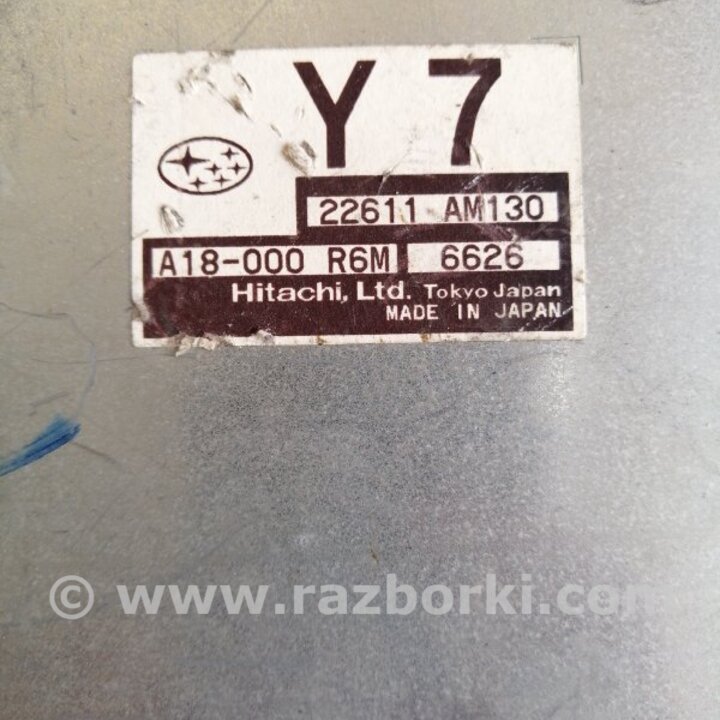 Y 7
22611 AM130
A18-000 R6M 6626
Hitachi, Ltd. Tokyo Japan
MADE IN JAPAN
© www.razborki.com